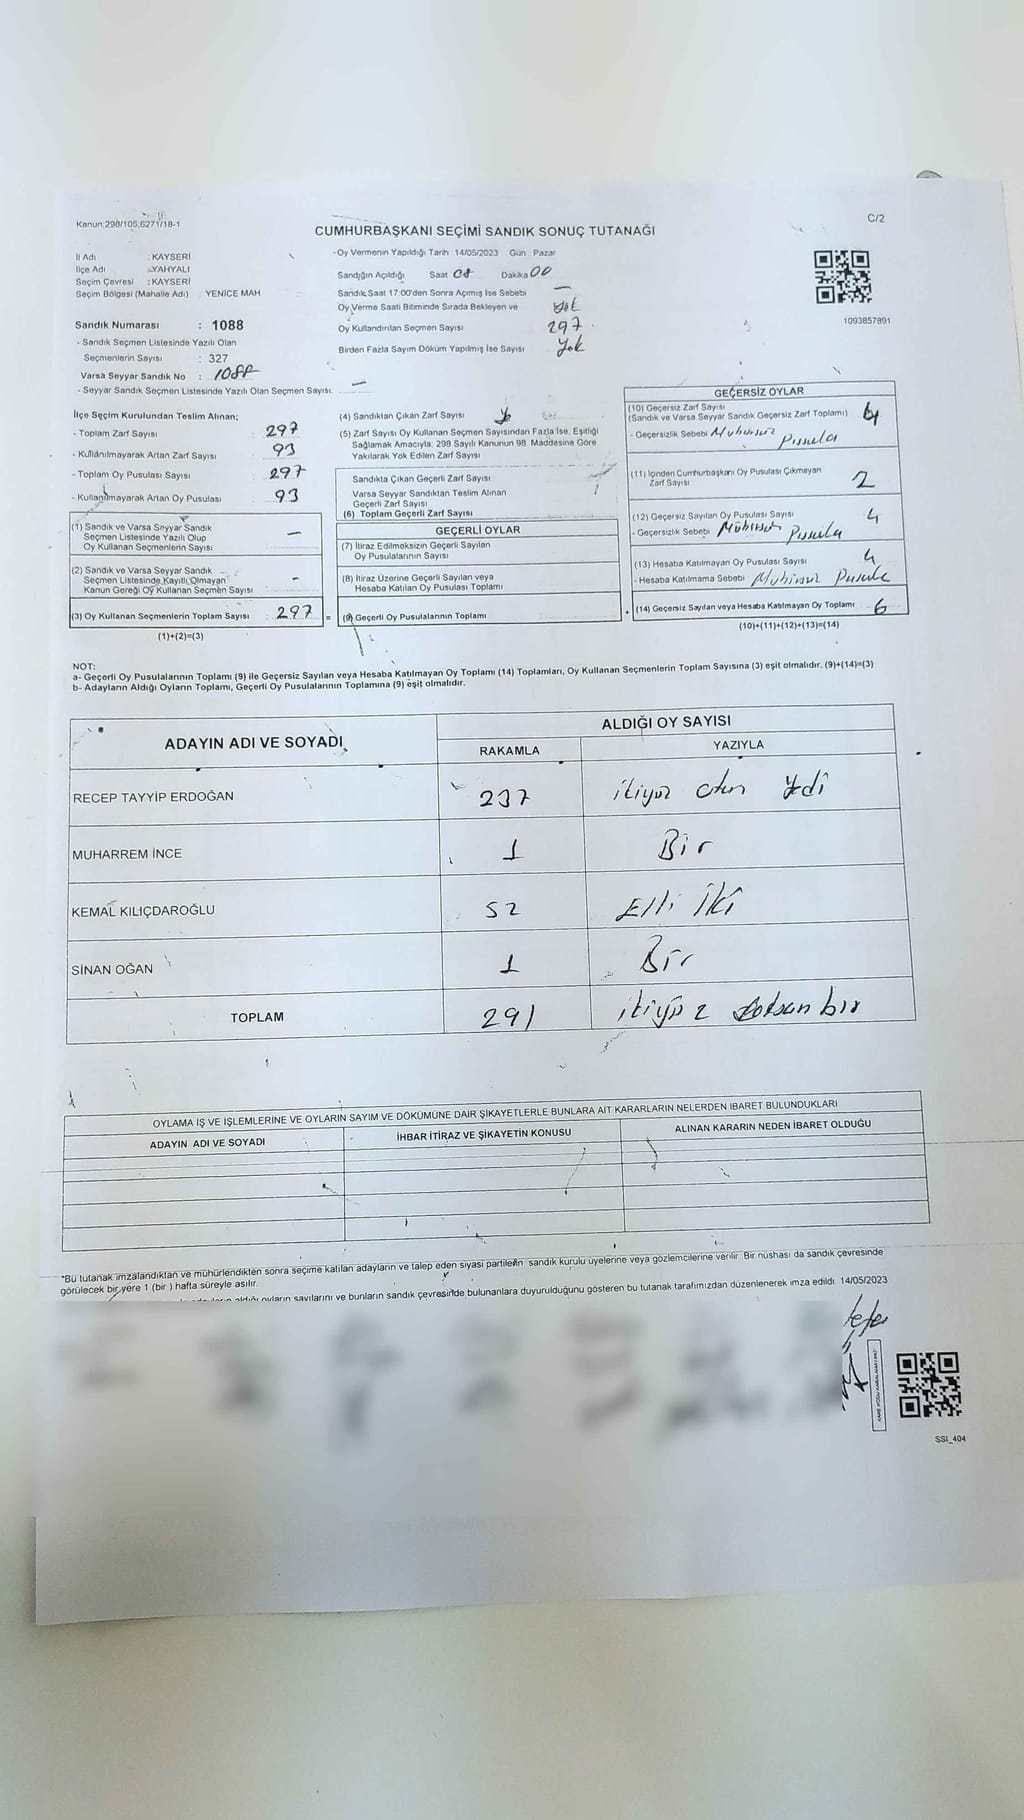 Kanun:298/105,6271/18-1
C/2
CUMHURBAŞKANI SEÇİMİ SANDIK SONUÇ TUTANAĞI
İl Adı : KAYSERİ
İlçe Adı : YAHYALI
Seçim Çevresi : KAYSERİ
Seçim Bölgesi (Mahalle Adı) YENİCE MAH.
Sandık Numarası : 1088
- Sandık Seçmen Listesinde Yazılı Olan
Seçmenlerin Sayısı : 327
Varsa Seyyar Sandık No : 1088
- Seyyar Sandık Seçmen Listesinde Yazılı Olan Seçmen Sayısı: —
- Oy Vermenin Yapıldığı Tarih 14/05/2023 Gün : Pazar
Sandığın Açıldığı Saat 08 Dakika 00
Sandık Saat 17:00'den Sonra Açımış İse Sebebi —
Oy Verme Saati Bitiminde Sırada Bekleyen ve Yok
Oy Kullandırılan Seçmen Sayısı 297
Birden Fazla Sayım Döküm Yapılmış İse Sayısı Yok
1093857891
İlçe Seçim Kurulundan Teslim Alınan;
- Toplam Zarf Sayısı : 297
- Kullanılmayarak Artan Zarf Sayısı : 93
- Toplam Oy Pusulası Sayısı : 297
- Kullanılmayarak Artan Oy Pusulası : 93
(1) Sandık ve Varsa Seyyar Sandık
Seçmen Listesinde Yazılı Olup
Oy Kullanan Seçmenlerin Sayısı —
(2) Sandık ve Varsa Seyyar Sandık
Seçmen Listesinde Kayıtlı Olmayan
Kanun Gereği Oy Kullanan Seçmen Sayısı -
(3) Oy Kullanan Seçmenlerin Toplam Sayısı 297 =
(1)+(2)=(3)
(4) Sandıktan Çıkan Zarf Sayısı
(5) Zarf Sayısı Oy Kullanan Seçmen Sayısından Fazla İse, Eşitliği
Sağlamak Amacıyla; 298 Sayılı Kanunun 98. Maddesine Göre
Yakılarak Yok Edilen Zarf Sayısı
Sandıkta Çıkan Geçerli Zarf Sayısı
Varsa Seyyar Sandıktan Teslim Alınan
Geçerli Zarf Sayısı
(6) Toplam Geçerli Zarf Sayısı
GEÇERLİ OYLAR
(7) İtiraz Edilmeksizin Geçerli Sayılan
Oy Pusulalarının Sayısı
(8) İtiraz Üzerine Geçerli Sayılan veya
Hesaba Katılan Oy Pusulası Toplamı
(9) Geçerli Oy Pusulalarının Toplamı +
GEÇERSİZ OYLAR
(10) Geçersiz Zarf Sayısı
(Sandık ve Varsa Seyyar Sandık Geçersiz Zarf Toplamı) 4
- Geçersizlik Sebebi Mühürsüz Pusula
(11) İçinden Cumhurbaşkanı Oy Pusulası Çıkmayan
Zarf Sayısı 2
(12) Geçersiz Sayılan Oy Pusulası Sayısı 4
- Geçersizlik Sebebi Mühürsüz Pusula
(13) Hesaba Katılmayan Oy Pusulası Sayısı 4
- Hesaba Katılmama Sebebi Mühürsüz Pusula
(14) Geçersiz Sayılan veya Hesaba Katılmayan Oy Toplamı 6
(10)+(11)+(12)+(13)=(14)
NOT:
a- Geçerli Oy Pusulalarının Toplamı (9) ile Geçersiz Sayılan veya Hesaba Katılmayan Oy Toplamı (14) Toplamları, Oy Kullanan Seçmenlerin Toplam Sayısına (3) eşit olmalıdır. (9)+(14)=(3)
b- Adayların Aldığı Oyların Toplamı, Geçerli Oy Pusulalarının Toplamına (9) eşit olmalıdır.
ADAYIN ADI VE SOYADI
ALDIĞI OY SAYISI
RAKAMLA YAZIYLA
RECEP TAYYİP ERDOĞAN 237 ikiyüz otuz yedi
MUHARREM İNCE 1 Bir
KEMAL KILIÇDAROĞLU 52 Elli İki
SİNAN OĞAN 1 Bir
TOPLAM 291 ikiyüz doksan bir
OYLAMA İŞ VE İŞLEMLERİNE VE OYLARIN SAYIM VE DÖKÜMÜNE DAİR ŞİKAYETLERLE BUNLARA AİT KARARLARIN NELERDEN İBARET BULUNDUKLARI
ADAYIN ADI VE SOYADI İHBAR İTİRAZ VE ŞİKAYETİN KONUSU ALINAN KARARIN NEDEN İBARET OLDUĞU
*Bu tutanak imzalandıktan ve mühürlendikten sonra seçime katılan adayların ve talep eden siyasi partilerin sandık kurulu üyelerine veya gözlemcilerine verilir. Bir nüshası da sandık çevresinde
görülecek bir yere 1 (bir) hafta süreyle asılır.
aldığı oyların sayılarını ve bunların sandık çevresinde bulunanlara duyurulduğunu gösteren bu tutanak tarafımızdan düzenlenerek imza edildi. 14/05/2023
SSI_404